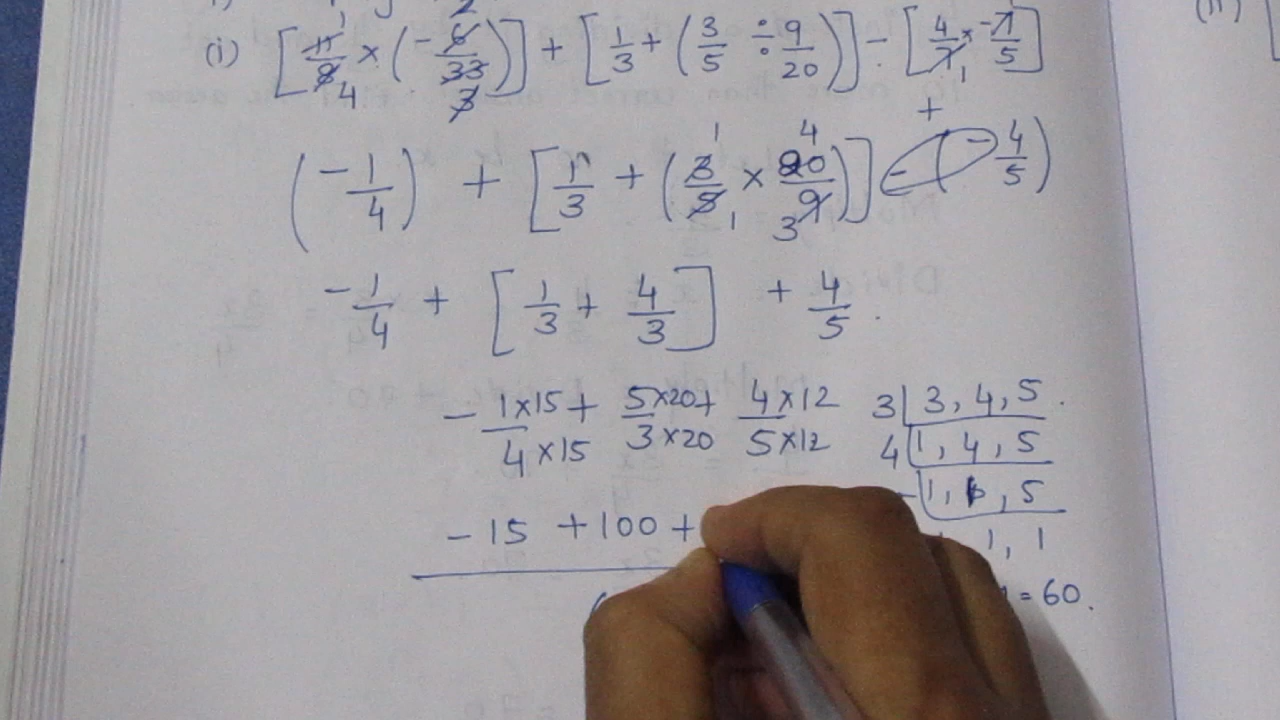 (i) [11/8 × (-6/33)] + [1/3 + (3/5 ÷ 9/20)] - [4/7 × -7/5]
(-1/4) + [1/3 + (3/5 × 20/9)] - (-4/5)
-1/4 + [1/3 + 4/3] + 4/5.
- 1×15/4×15 + 5×20/3×20 + 4×12/5×12
-15 +100 +
3 | 3, 4, 5.
4 | 1, 4, 5
1, 1, 5
1, 1
= 60.